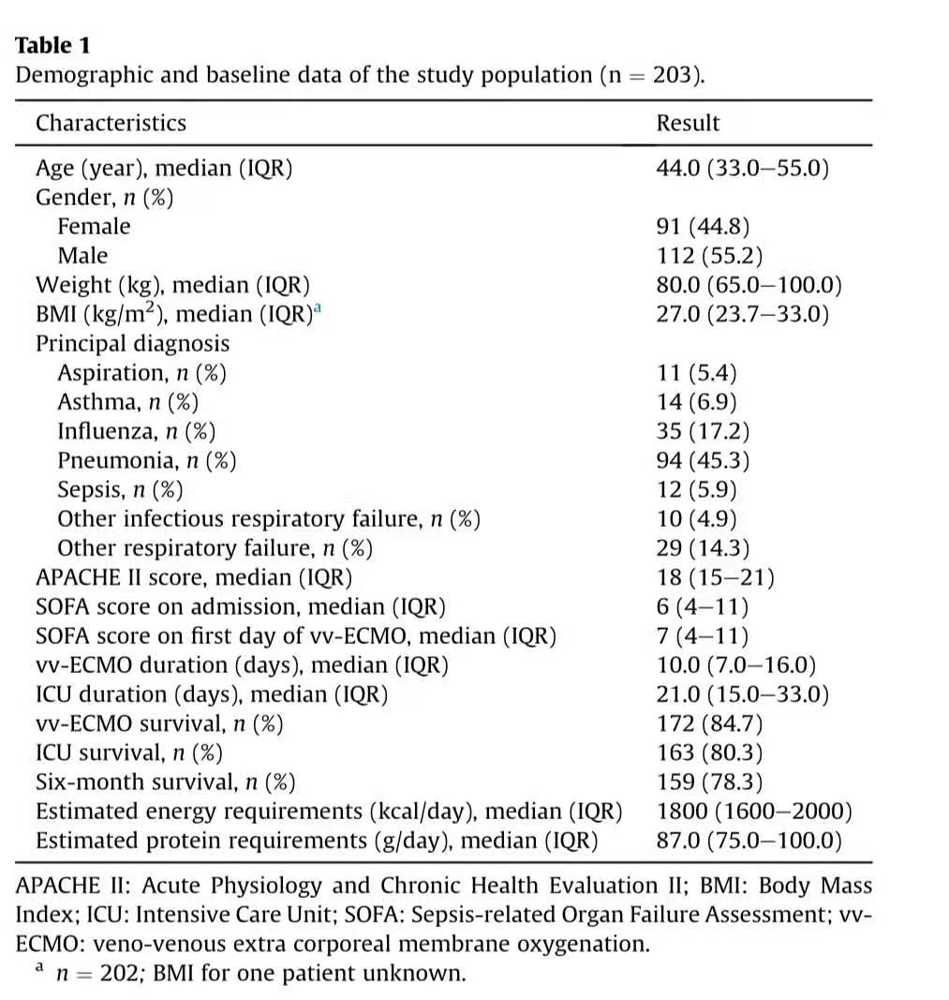 Table 1
Demographic and baseline data of the study population (n = 203).
Characteristics Result
Age (year), median (IQR) 44.0 (33.0–55.0)
Gender, n (%)
Female 91 (44.8)
Male 112 (55.2)
Weight (kg), median (IQR) 80.0 (65.0–100.0)
BMI (kg/m²), median (IQR)ᵃ 27.0 (23.7–33.0)
Principal diagnosis
Aspiration, n (%) 11 (5.4)
Asthma, n (%) 14 (6.9)
Influenza, n (%) 35 (17.2)
Pneumonia, n (%) 94 (45.3)
Sepsis, n (%) 12 (5.9)
Other infectious respiratory failure, n (%) 10 (4.9)
Other respiratory failure, n (%) 29 (14.3)
APACHE II score, median (IQR) 18 (15–21)
SOFA score on admission, median (IQR) 6 (4–11)
SOFA score on first day of vv-ECMO, median (IQR) 7 (4–11)
vv-ECMO duration (days), median (IQR) 10.0 (7.0–16.0)
ICU duration (days), median (IQR) 21.0 (15.0–33.0)
vv-ECMO survival, n (%) 172 (84.7)
ICU survival, n (%) 163 (80.3)
Six-month survival, n (%) 159 (78.3)
Estimated energy requirements (kcal/day), median (IQR) 1800 (1600–2000)
Estimated protein requirements (g/day), median (IQR) 87.0 (75.0–100.0)
APACHE II: Acute Physiology and Chronic Health Evaluation II; BMI: Body Mass
Index; ICU: Intensive Care Unit; SOFA: Sepsis-related Organ Failure Assessment; vv-
ECMO: veno-venous extra corporeal membrane oxygenation.
ᵃ n = 202; BMI for one patient unknown.